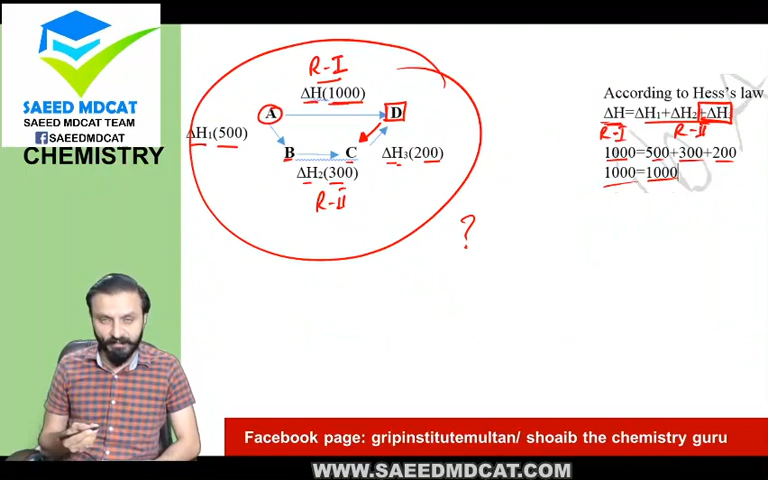 SAEED MDCAT
SAEED MDCAT TEAM
f SAEEDMDCAT
CHEMISTRY
R-I
ΔH(1000)
A
D
ΔH₁(500)
B
C
ΔH₃(200)
ΔH₂(300)
R-II
?
According to Hess's law
ΔH=ΔH₁+ΔH₂+ΔH₃
R-I R-II
1000=500+300+200
1000=1000
Facebook page: gripinstitutemultan/ shoaib the chemistry guru
WWW.SAEEDMDCAT.COM